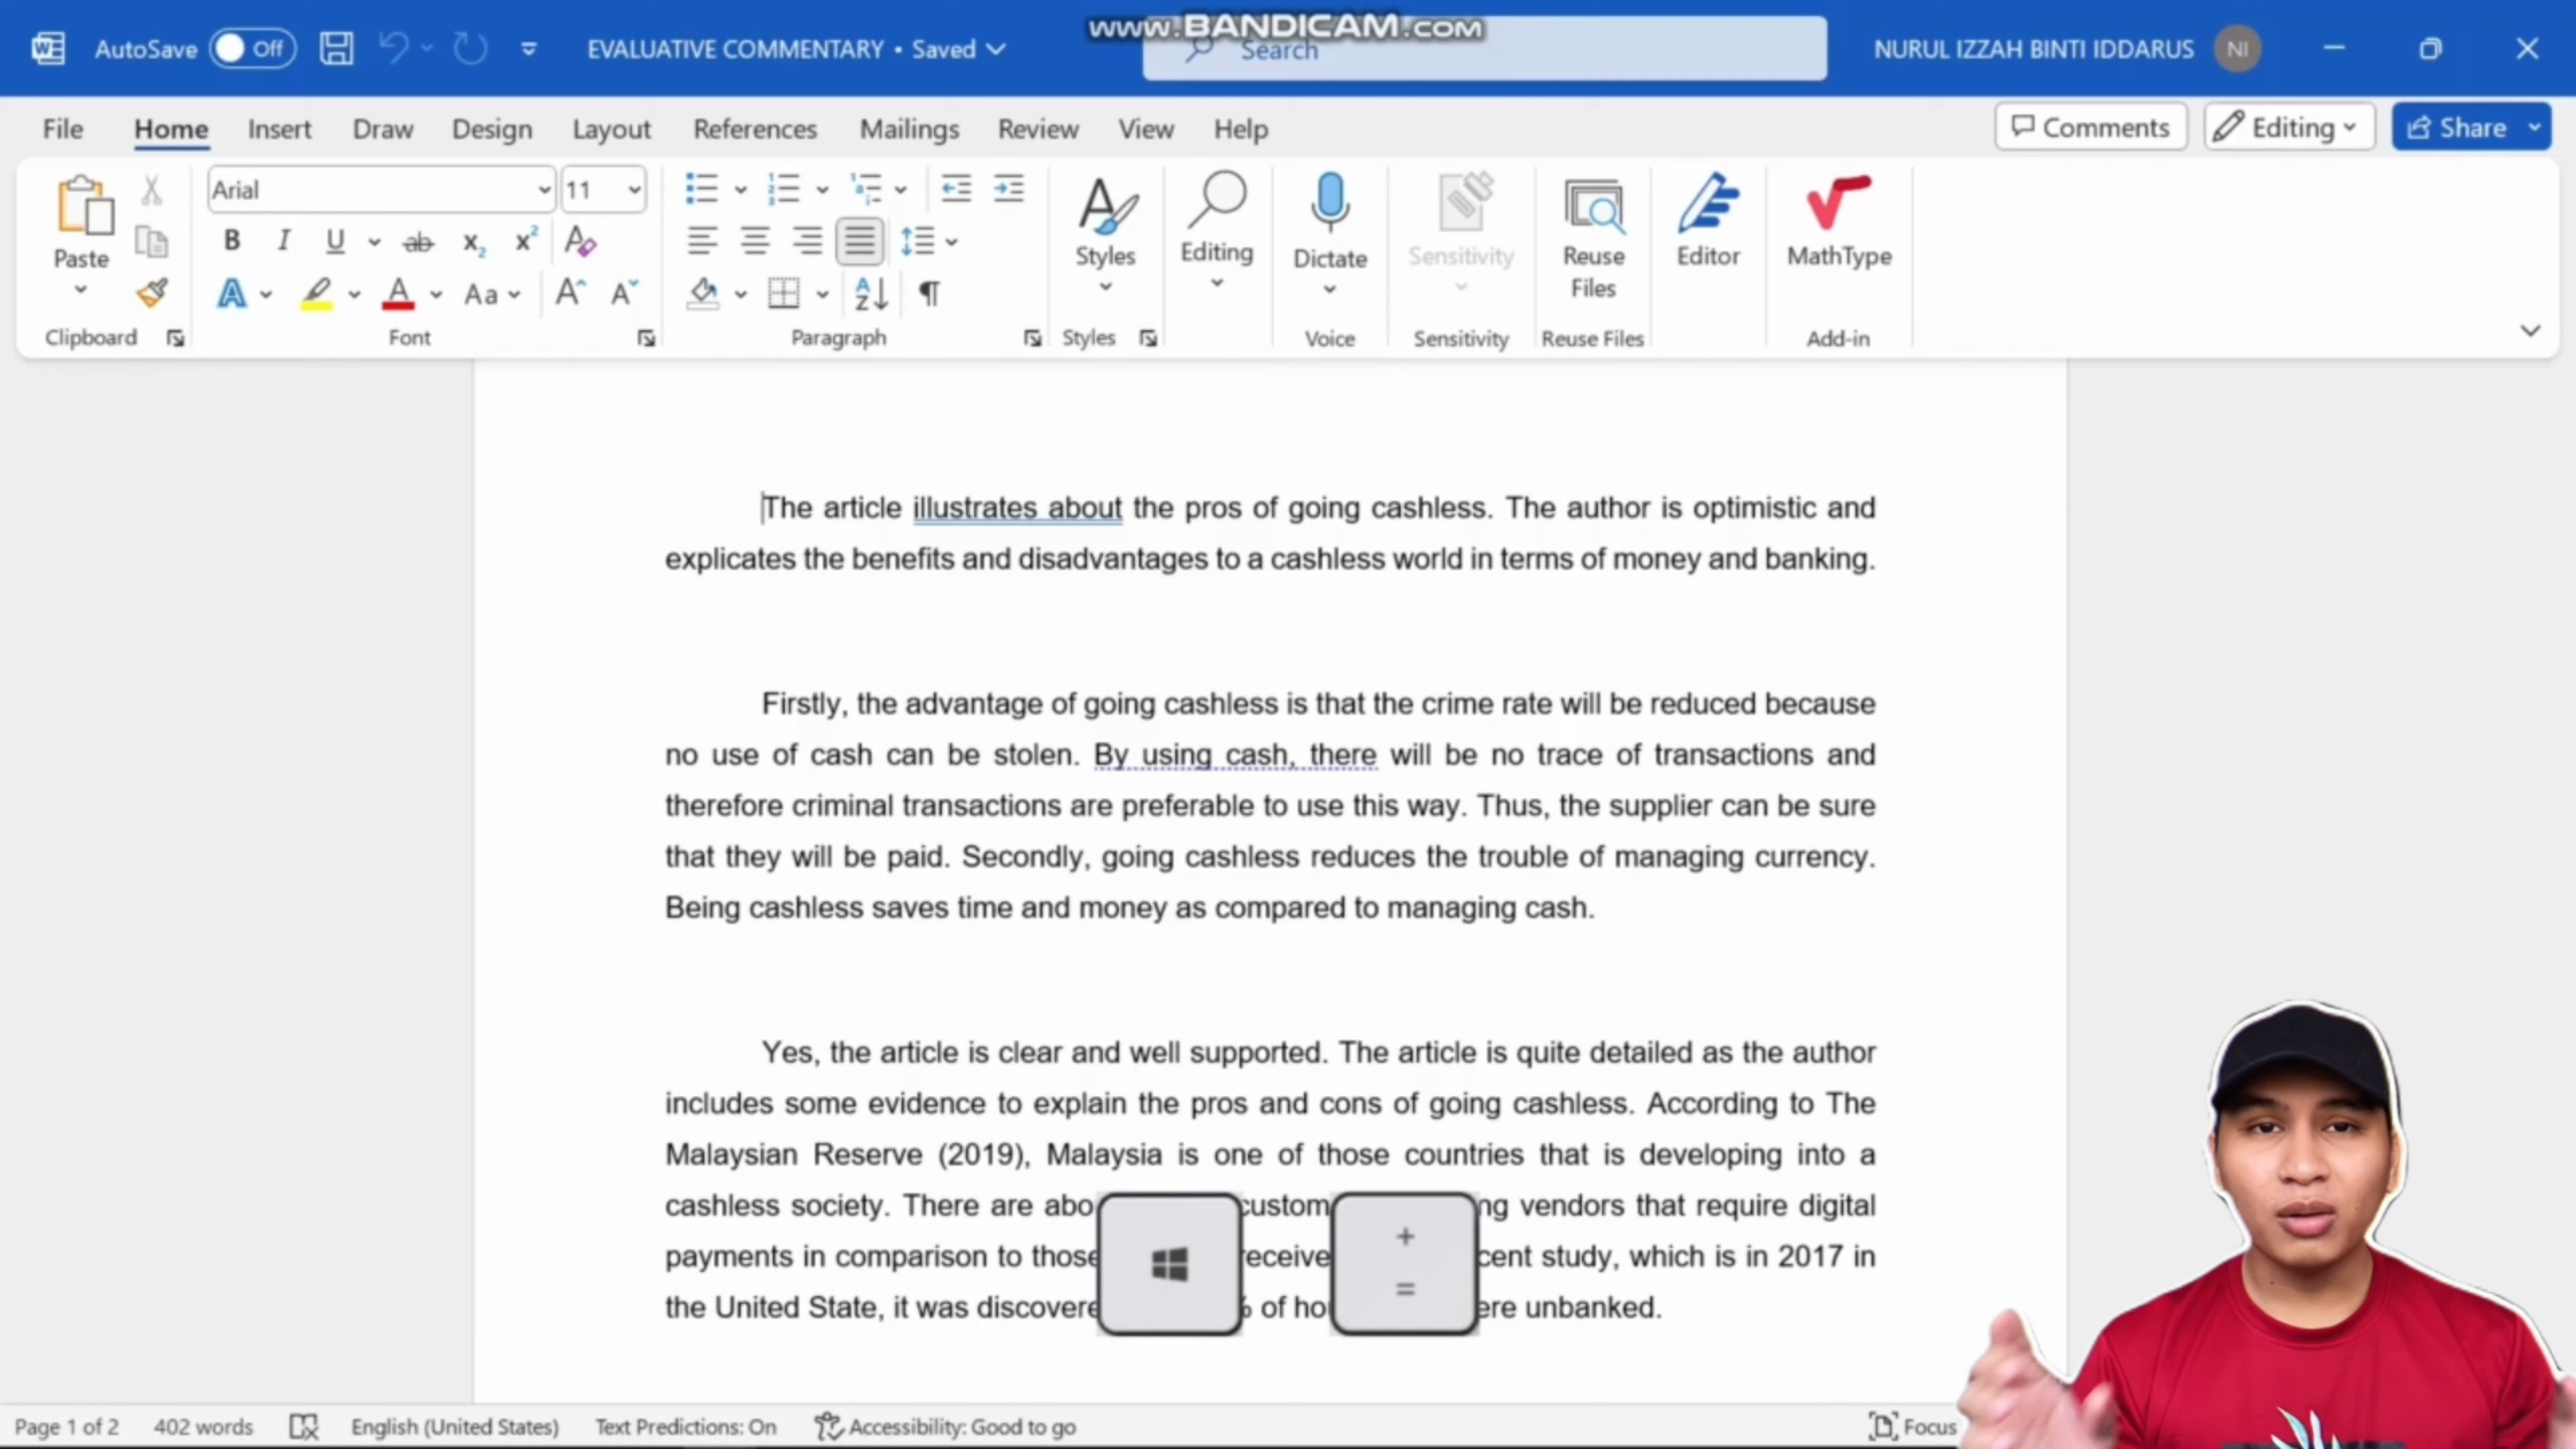 www.BANDICAM.com
AutoSave Off EVALUATIVE COMMENTARY • Saved Search NURUL IZZAH BINTI IDDARUS NI
File Home Insert Draw Design Layout References Mailings Review View Help Comments Editing Share
Arial 11
Paste
Styles Editing Dictate Sensitivity Reuse Files Editor MathType
Clipboard Font Paragraph Styles Voice Sensitivity Reuse Files Add-in
The article illustrates about the pros of going cashless. The author is optimistic and
explicates the benefits and disadvantages to a cashless world in terms of money and banking.
Firstly, the advantage of going cashless is that the crime rate will be reduced because
no use of cash can be stolen. By using cash, there will be no trace of transactions and
therefore criminal transactions are preferable to use this way. Thus, the supplier can be sure
that they will be paid. Secondly, going cashless reduces the trouble of managing currency.
Being cashless saves time and money as compared to managing cash.
Yes, the article is clear and well supported. The article is quite detailed as the author
includes some evidence to explain the pros and cons of going cashless. According to The
Malaysian Reserve (2019), Malaysia is one of those countries that is developing into a
cashless society. There are vendors that require digital
payments in comparison to those study, which is in 2017 in
the United State, it was of unbanked.
+
=
Page 1 of 2 402 words English (United States) Text Predictions: On Accessibility: Good to go Focus